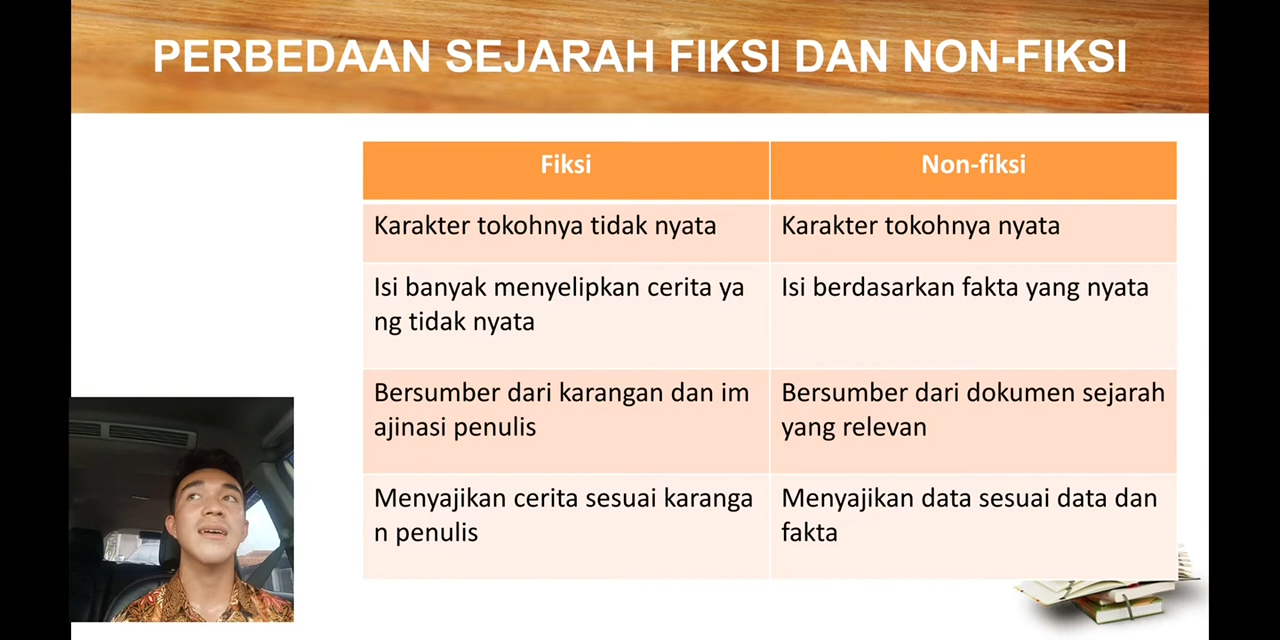 PERBEDAAN SEJARAH FIKSI DAN NON-FIKSI
Fiksi
Non-fiksi
Karakter tokohnya tidak nyata
Karakter tokohnya nyata
Isi banyak menyelipkan cerita ya
ng tidak nyata
Isi berdasarkan fakta yang nyata
Bersumber dari karangan dan im
ajinasi penulis
Bersumber dari dokumen sejarah
yang relevan
Menyajikan cerita sesuai karanga
n penulis
Menyajikan data sesuai data dan
fakta